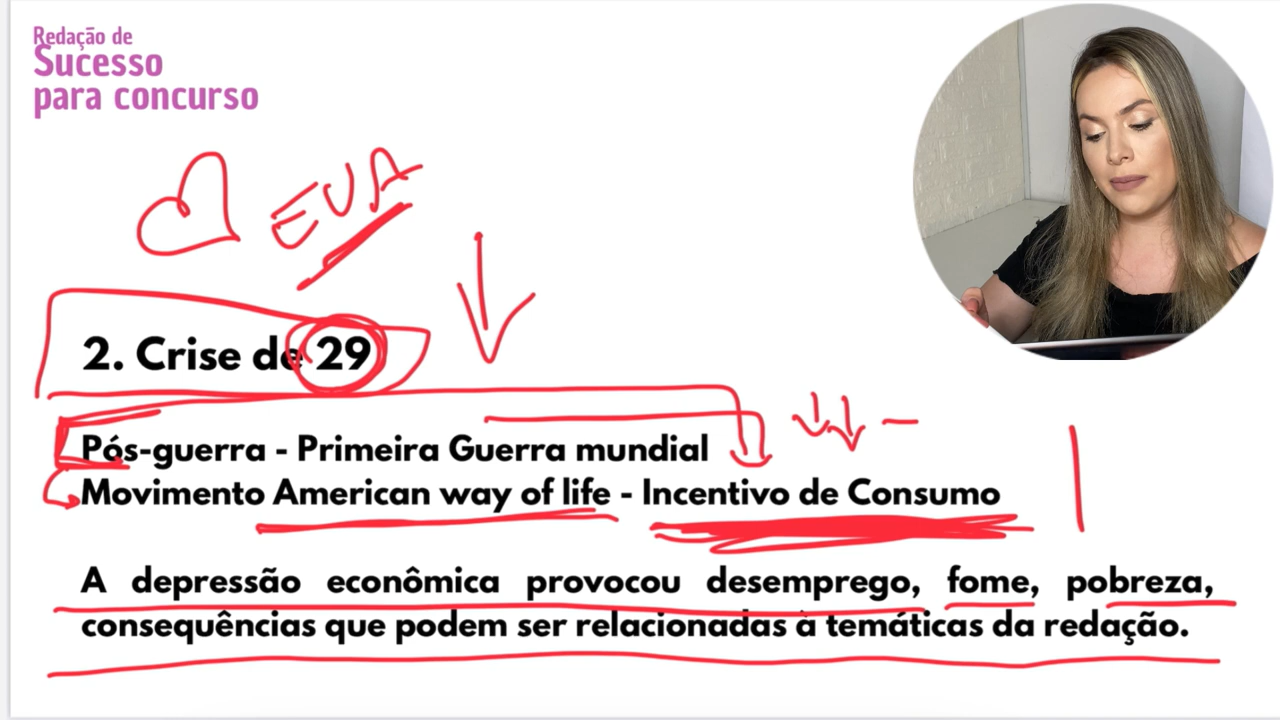 Redação de
Sucesso
para concurso
EUA
2. Crise de 29
Pós-guerra - Primeira Guerra mundial
Movimento American way of life - Incentivo de Consumo
A depressão econômica provocou desemprego, fome, pobreza,
consequências que podem ser relacionadas à temáticas da redação.